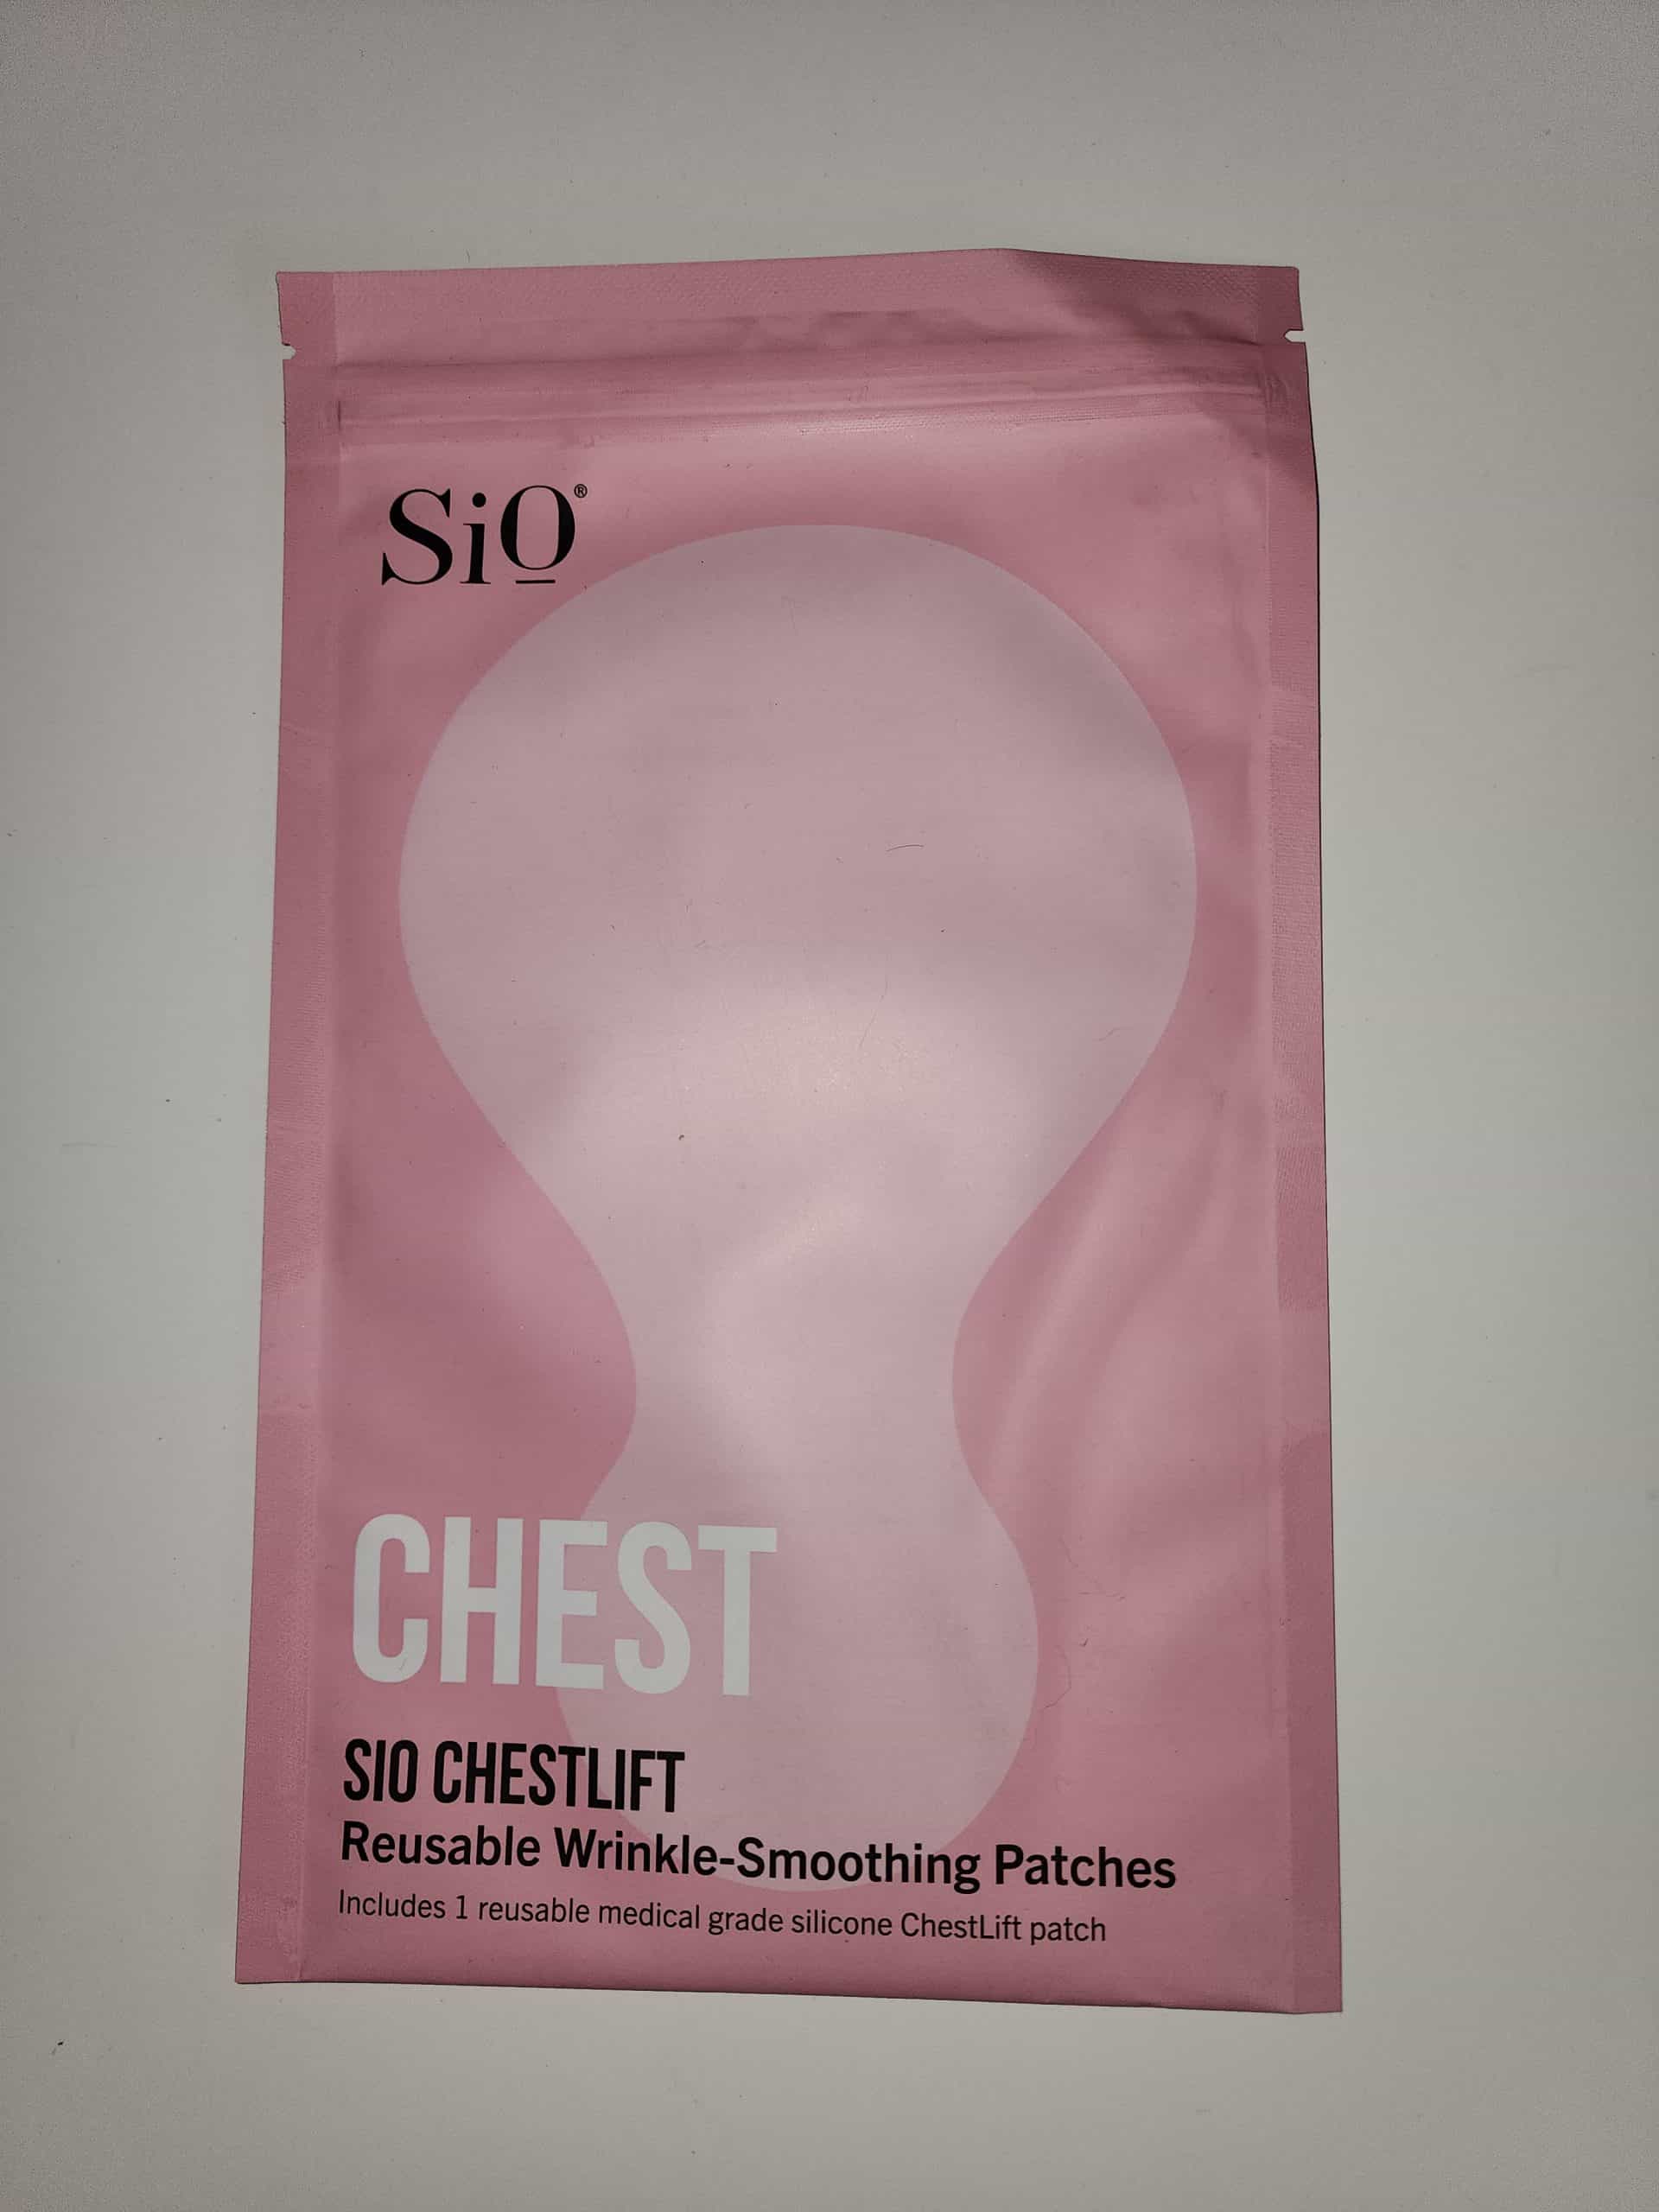 SiO®
CHEST
SIO CHESTLIFT
Reusable Wrinkle-Smoothing Patches
Includes 1 reusable medical grade silicone ChestLift patch